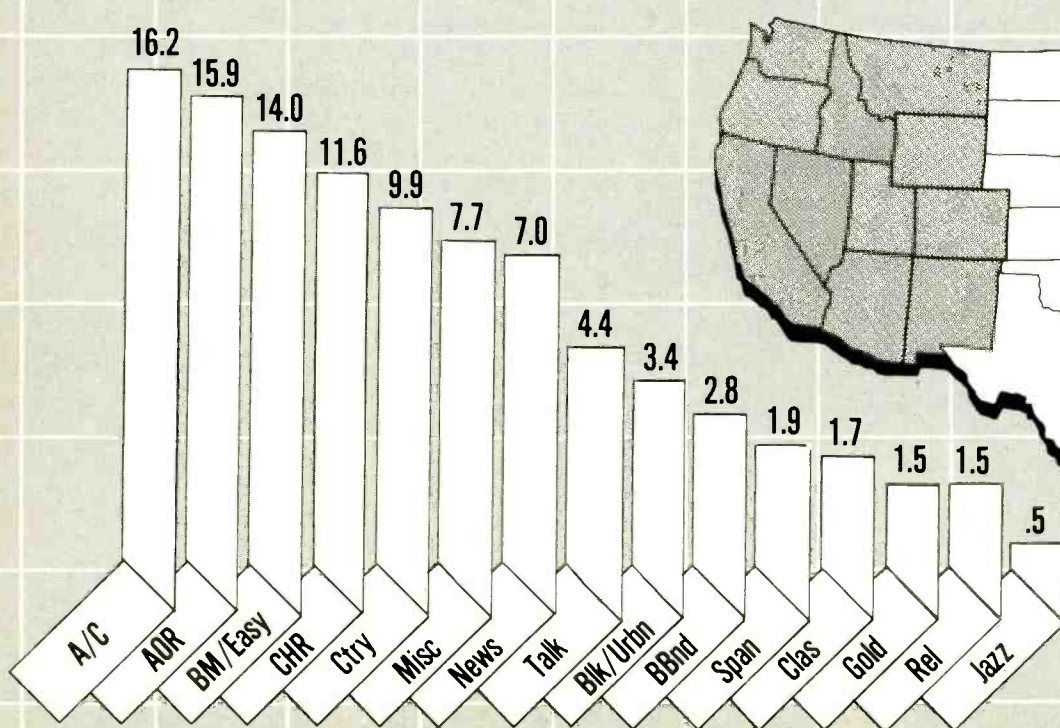 16.2
15.9
14.0
11.6
9.9
7.7
7.0
4.4
3.4
2.8
1.9
1.7
1.5
1.5
.5
A/C
AOR
BM/Easy
CHR
Ctry
Misc
News
Talk
Blk/Urbn
BBnd
Span
Clas
Gold
Rel
Jazz